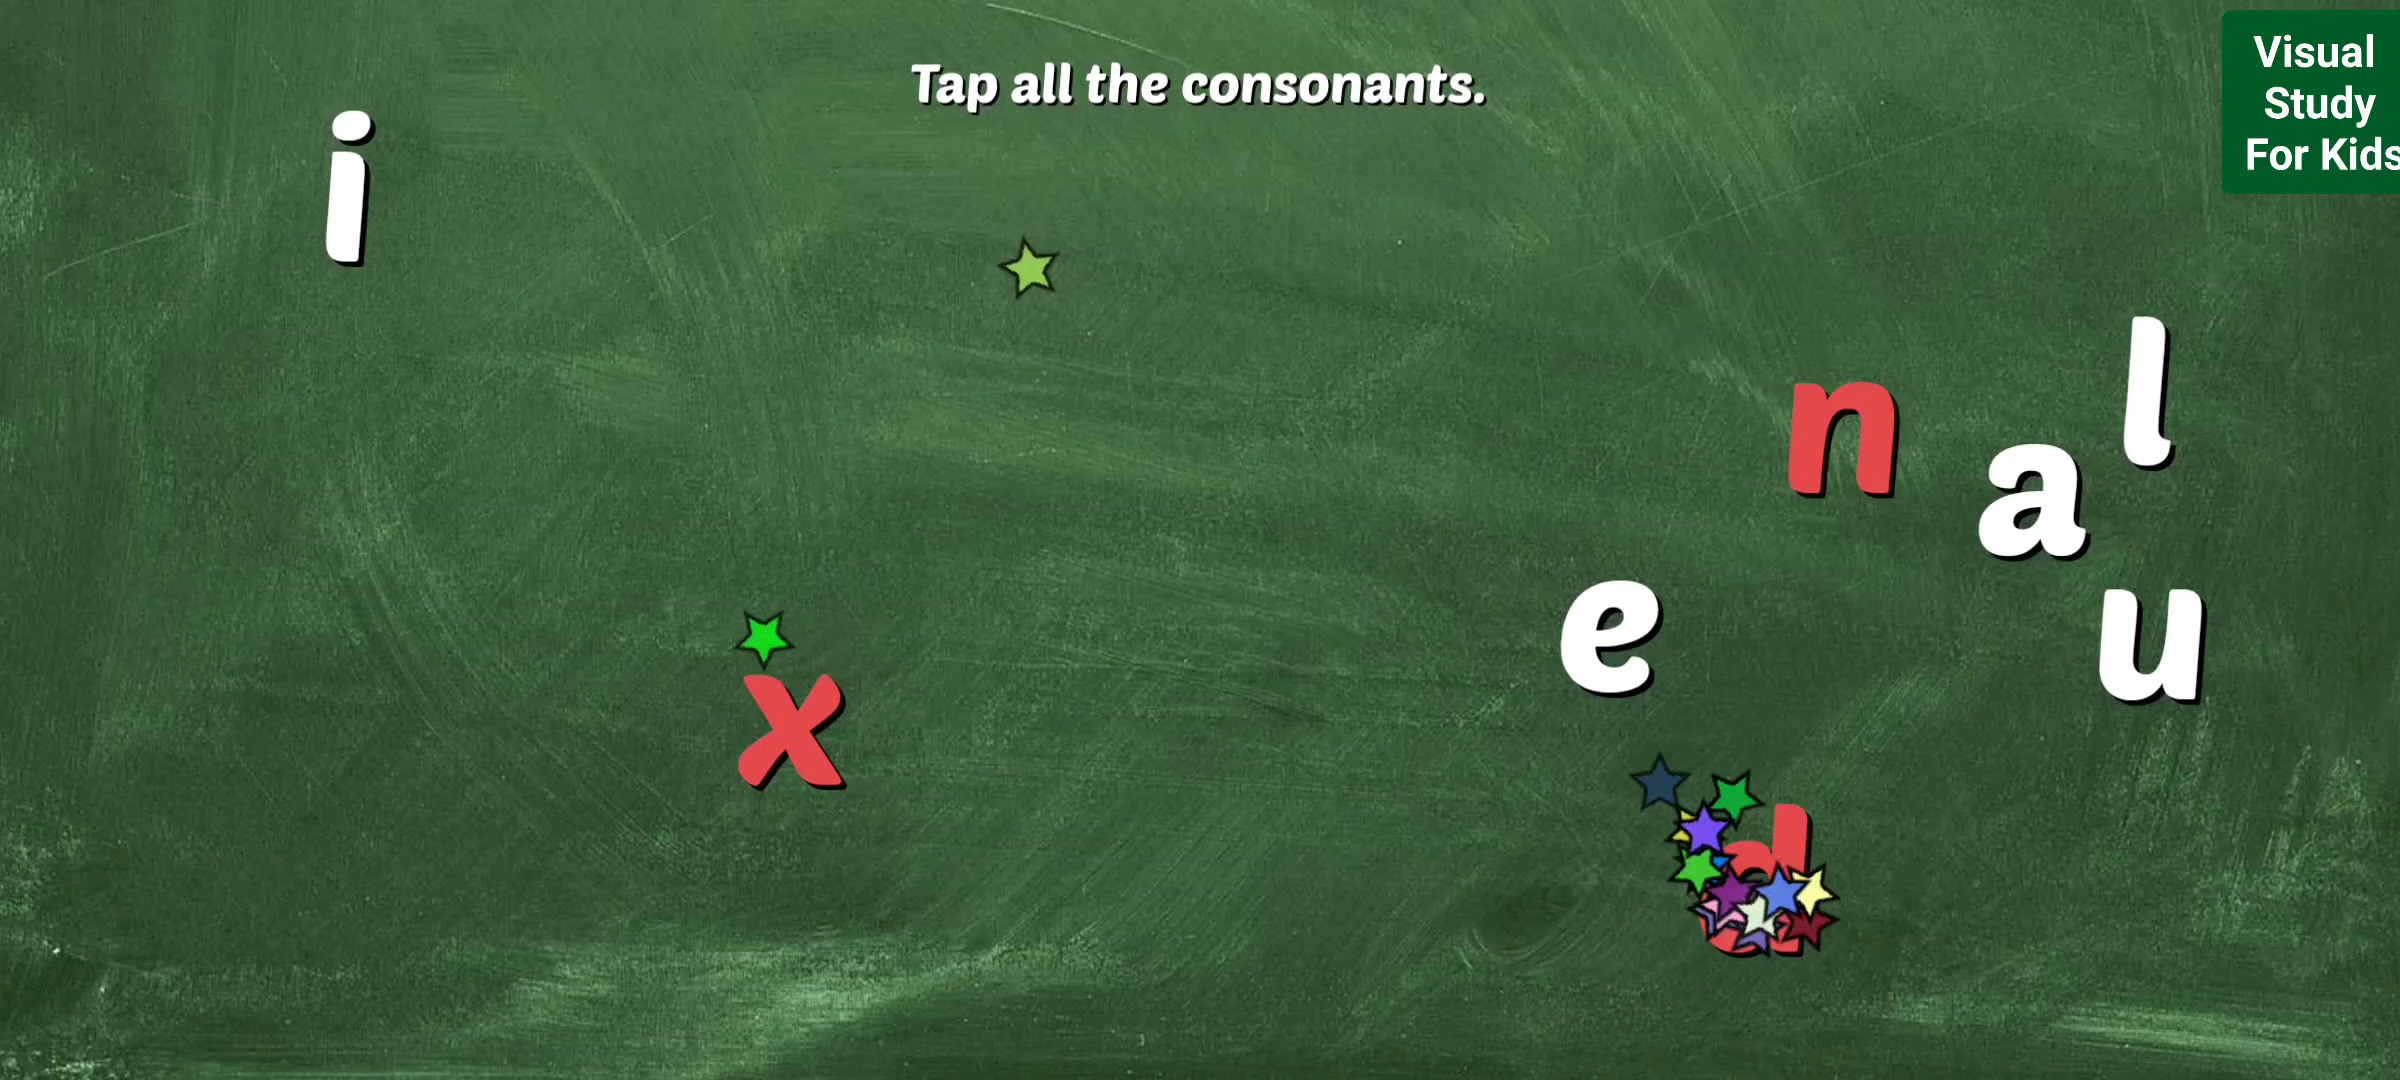 Tap all the consonants.
Visual
Study
For Kids
i
l
n
a
e
u
x
d